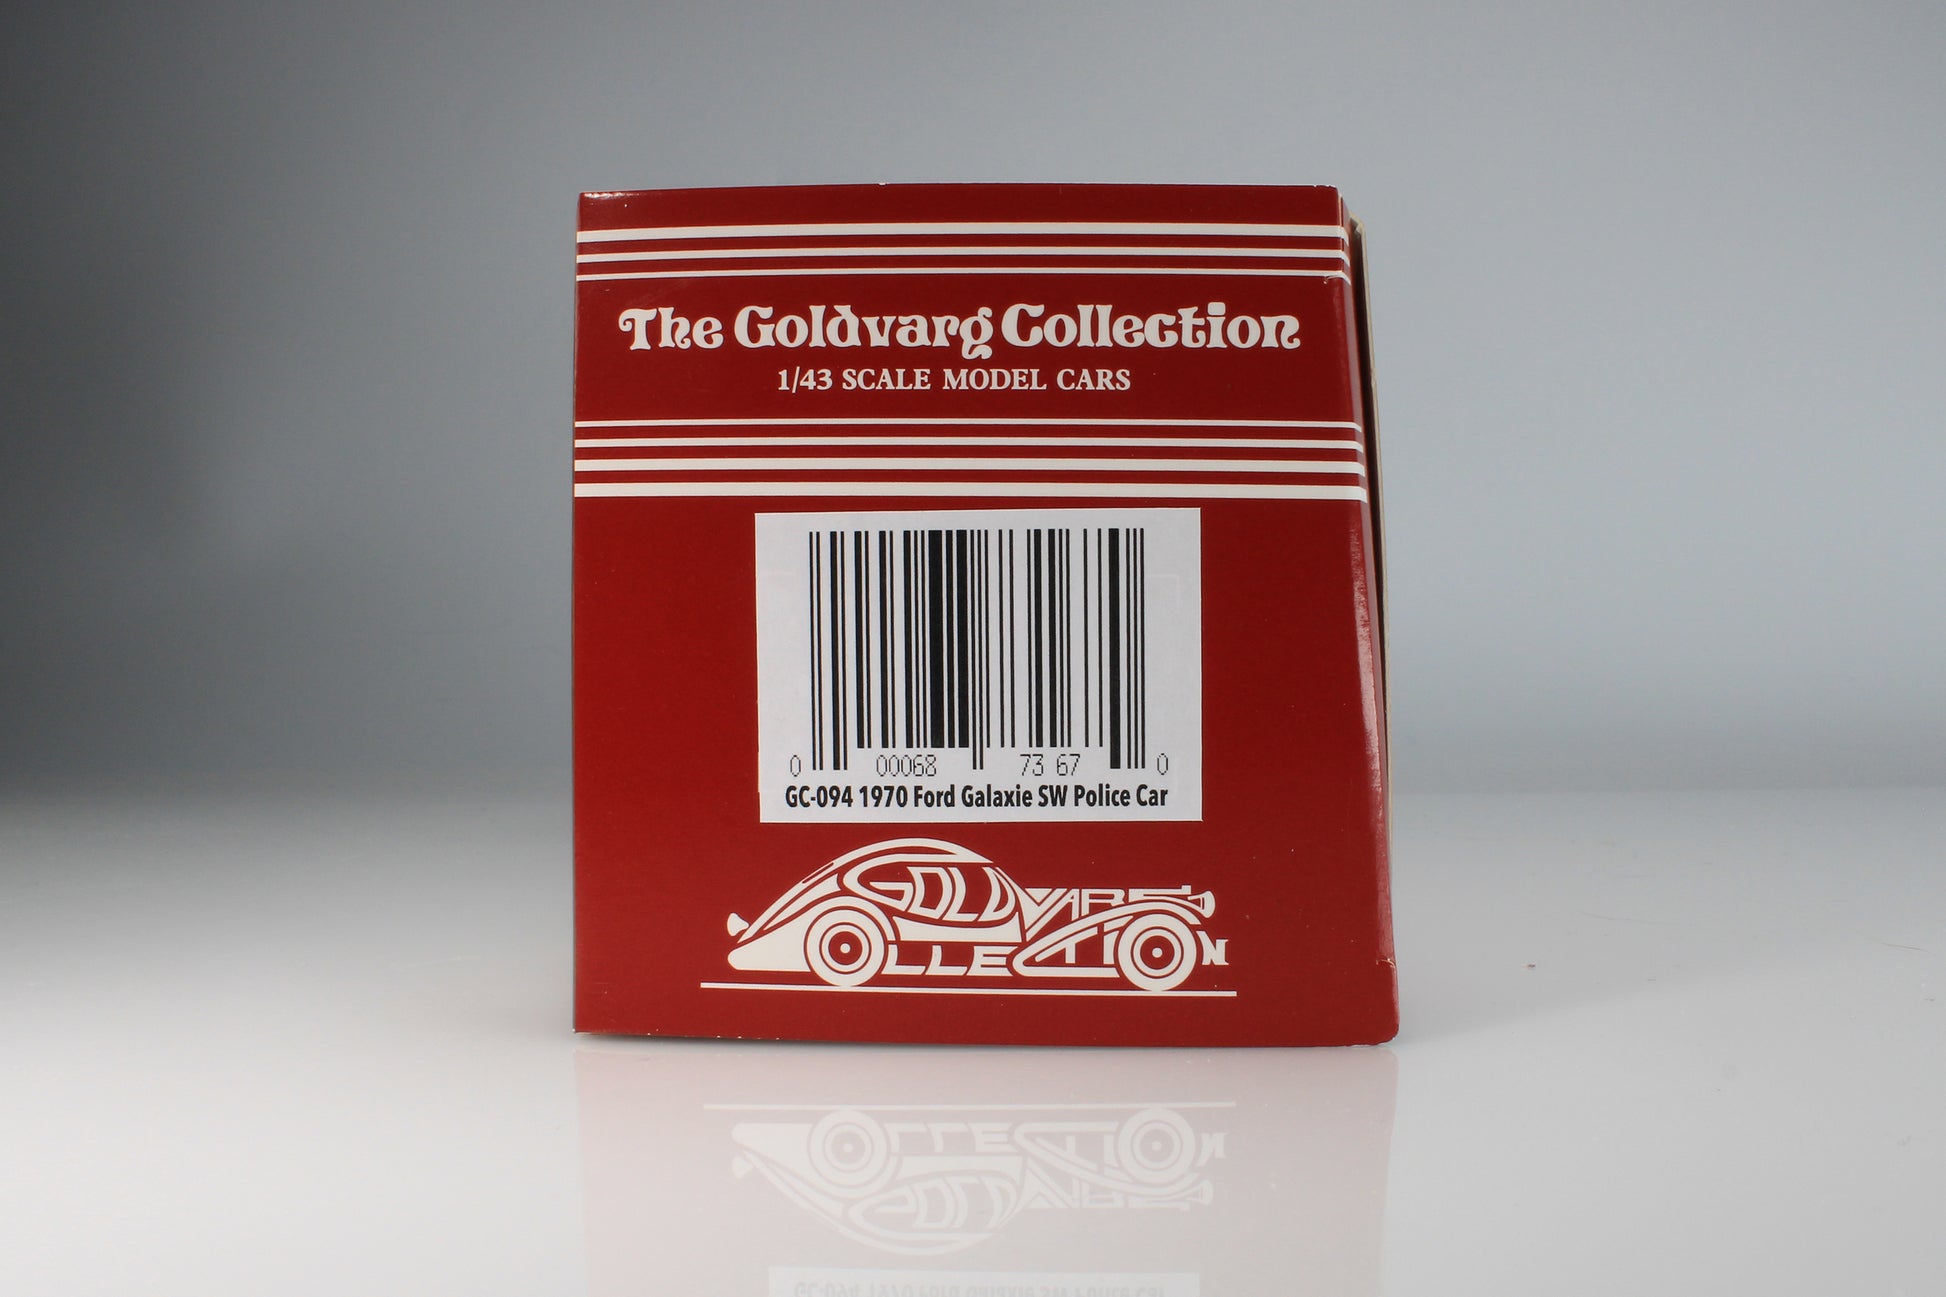 The Goldvarg Collection
1/43 SCALE MODEL CARS
0 00068 73 67 0
GC-094 1970 Ford Galaxie SW Police Car
GOLDVARG
COLLECTION